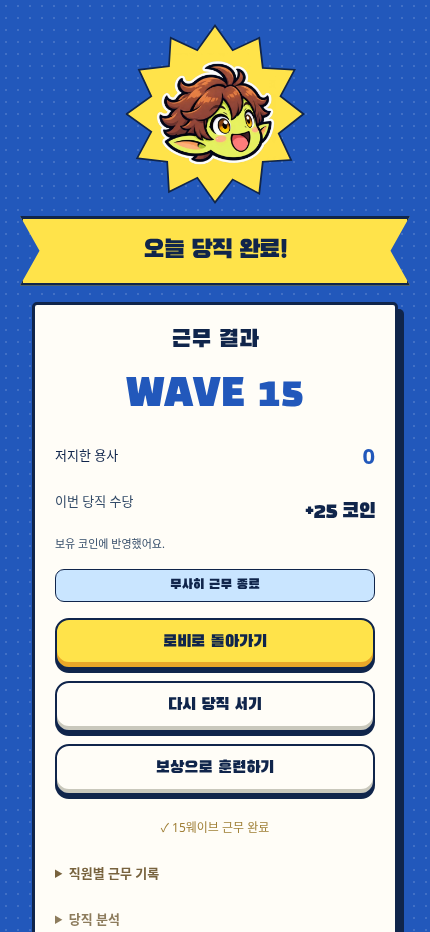 오늘 당직 완료!
근무 결과
WAVE 15
저지한 용사
0
이번 당직 수당
+25 코인
보유 코인에 반영했어요.
무사히 근무 종료
로비로 돌아가기
다시 당직 서기
보상으로 훈련하기
✓ 15웨이브 근무 완료
▶ 직원별 근무 기록
▶ 당직 분석